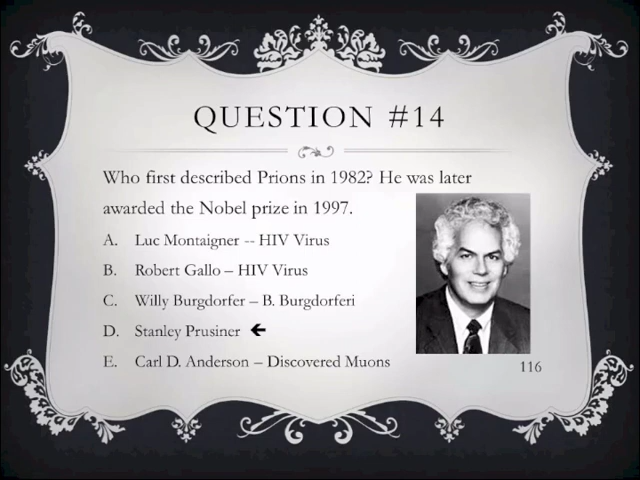 QUESTION #14
Who first described Prions in 1982? He was later
awarded the Nobel prize in 1997.
A. Luc Montaigner -- HIV Virus
B. Robert Gallo – HIV Virus
C. Willy Burgdorfer – B. Burgdorferi
D. Stanley Prusiner 🡰
E. Carl D. Anderson – Discovered Muons
116